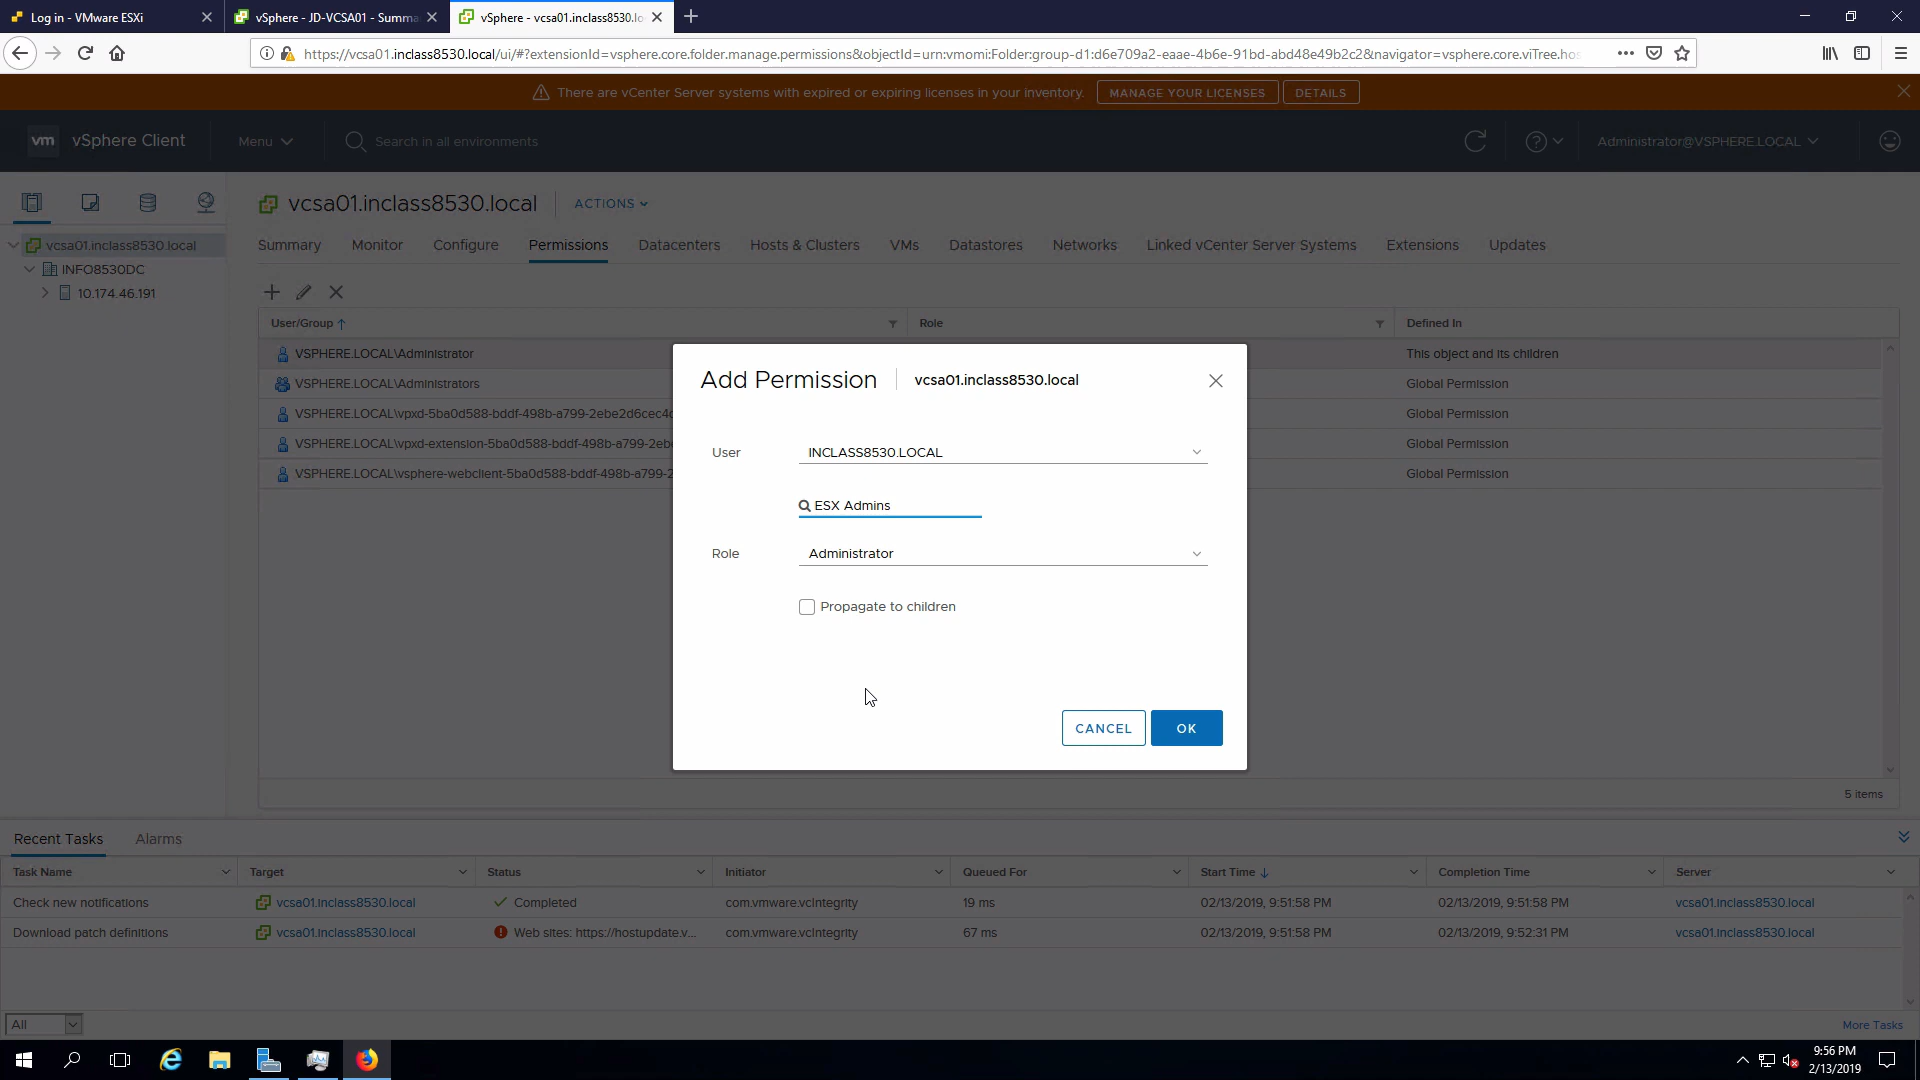 Log in - VMware ESXi
vSphere - JD-VCSA01 - Summa
vSphere - vcsa01.inclass8530.lo
https://vcsa01.inclass8530.local/ui/#?extensionId=vsphere.core.folder.manage.permissions&objectId=urn:vmomi:Folder:group-d1:d6e709a2-eaae-4b6e-91bd-abd48e49b2c2&navigator=vsphere.core.viTree.hos
There are vCenter Server systems with expired or expiring licenses in your inventory.
MANAGE YOUR LICENSES
DETAILS
vm vSphere Client
Menu
Search in all environments
Administrator@VSPHERE.LOCAL
vcsa01.inclass8530.local
ACTIONS
vcsa01.inclass8530.local
INFO8530DC
10.174.46.191
Summary Monitor Configure Permissions Datacenters Hosts & Clusters VMs Datastores Networks Linked vCenter Server Systems Extensions Updates
User/Group Role Defined In
VSPHERE.LOCAL\Administrator This object and its children
VSPHERE.LOCAL\Administrators Global Permission
VSPHERE.LOCAL\vpxd-5ba0d588-bddf-498b-a799-2ebe2d6cec4c Global Permission
VSPHERE.LOCAL\vpxd-extension-5ba0d588-bddf-498b-a799-2ebe Global Permission
VSPHERE.LOCAL\vsphere-webclient-5ba0d588-bddf-498b-a799-2 Global Permission
5 items
Add Permission
vcsa01.inclass8530.local
User INCLASS8530.LOCAL
ESX Admins
Role Administrator
Propagate to children
CANCEL
OK
Recent Tasks Alarms
Task Name Target Status Initiator Queued For Start Time Completion Time Server
Check new notifications vcsa01.inclass8530.local Completed com.vmware.vcIntegrity 19 ms 02/13/2019, 9:51:58 PM 02/13/2019, 9:51:58 PM vcsa01.inclass8530.local
Download patch definitions vcsa01.inclass8530.local Web sites: https://hostupdate.v... com.vmware.vcIntegrity 67 ms 02/13/2019, 9:51:58 PM 02/13/2019, 9:52:31 PM vcsa01.inclass8530.local
All
More Tasks
9:56 PM
2/13/2019